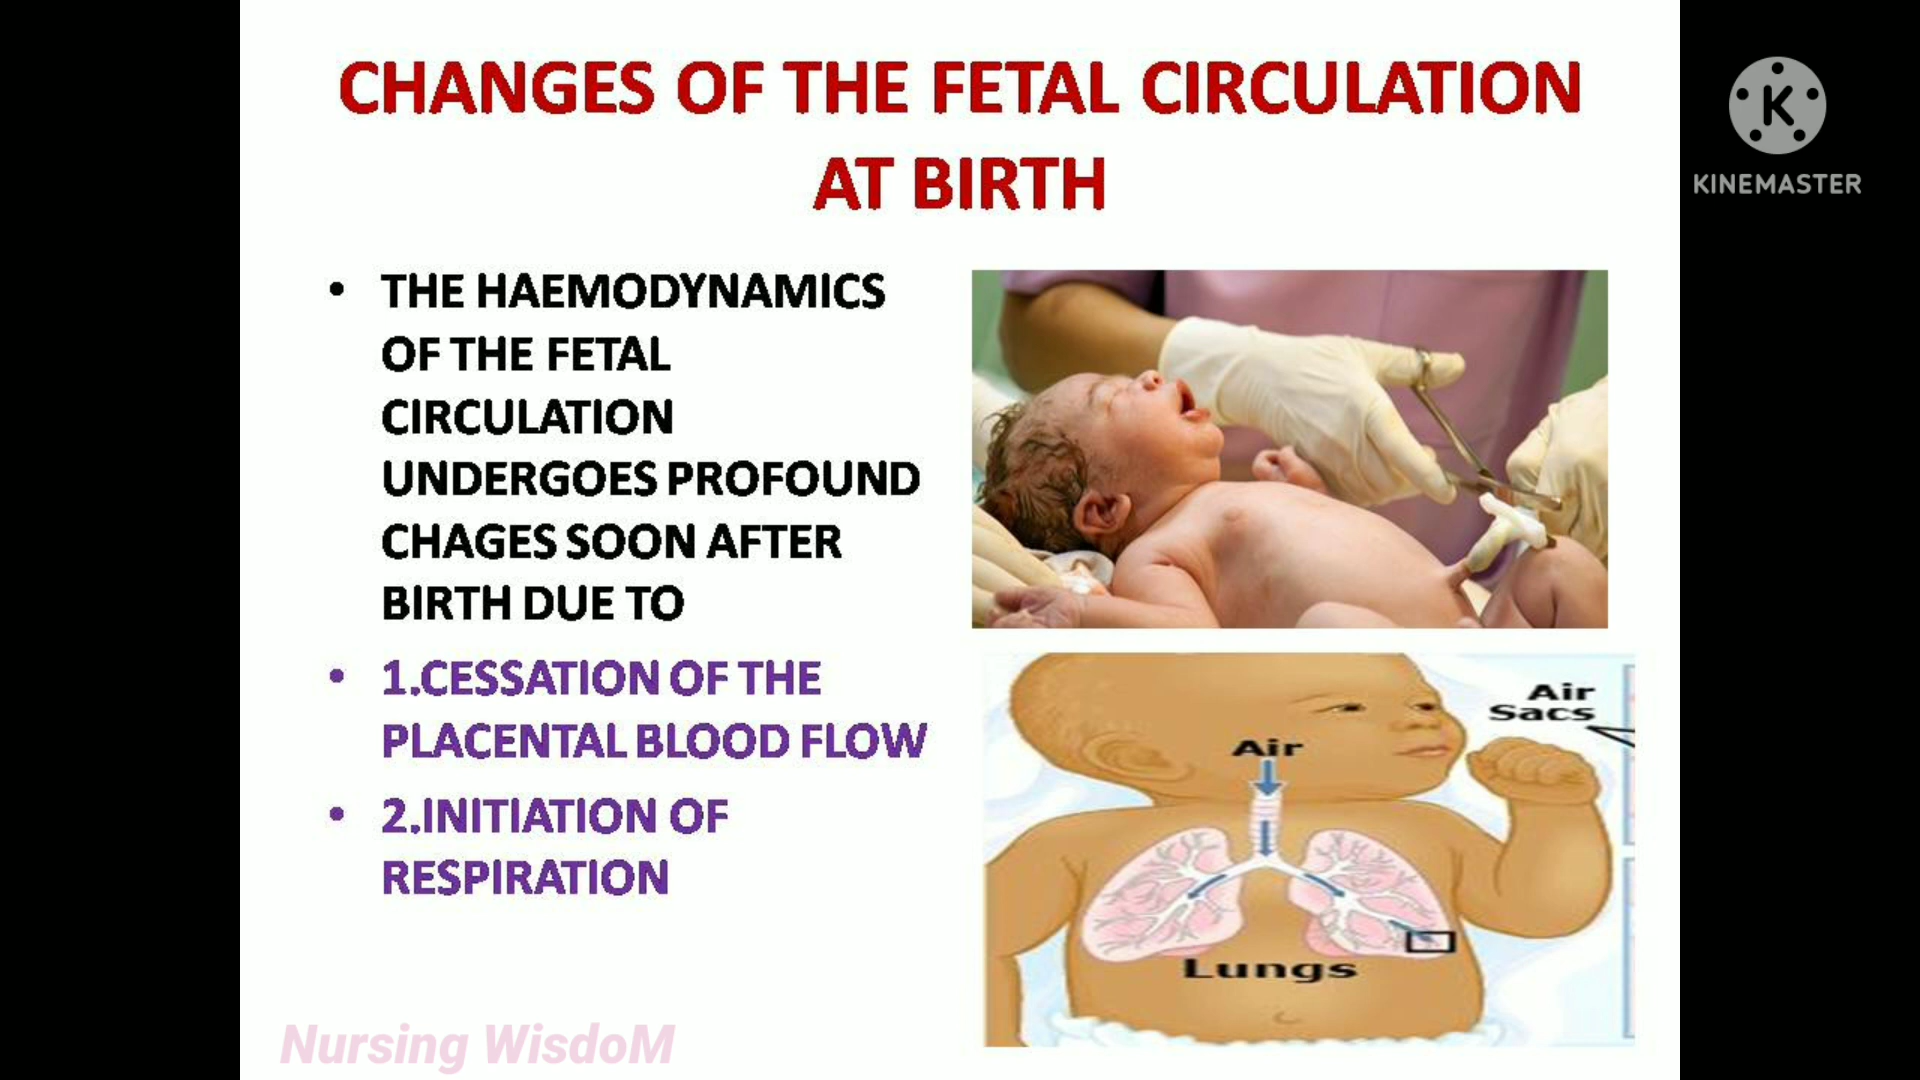 CHANGES OF THE FETAL CIRCULATION
AT BIRTH
• THE HAEMODYNAMICS
OF THE FETAL
CIRCULATION
UNDERGOES PROFOUND
CHAGES SOON AFTER
BIRTH DUE TO
• 1.CESSATION OF THE
PLACENTAL BLOOD FLOW
• 2.INITIATION OF
RESPIRATION
Air
Sacs
Air
Lungs
Nursing WisdoM
K
KINEMASTER